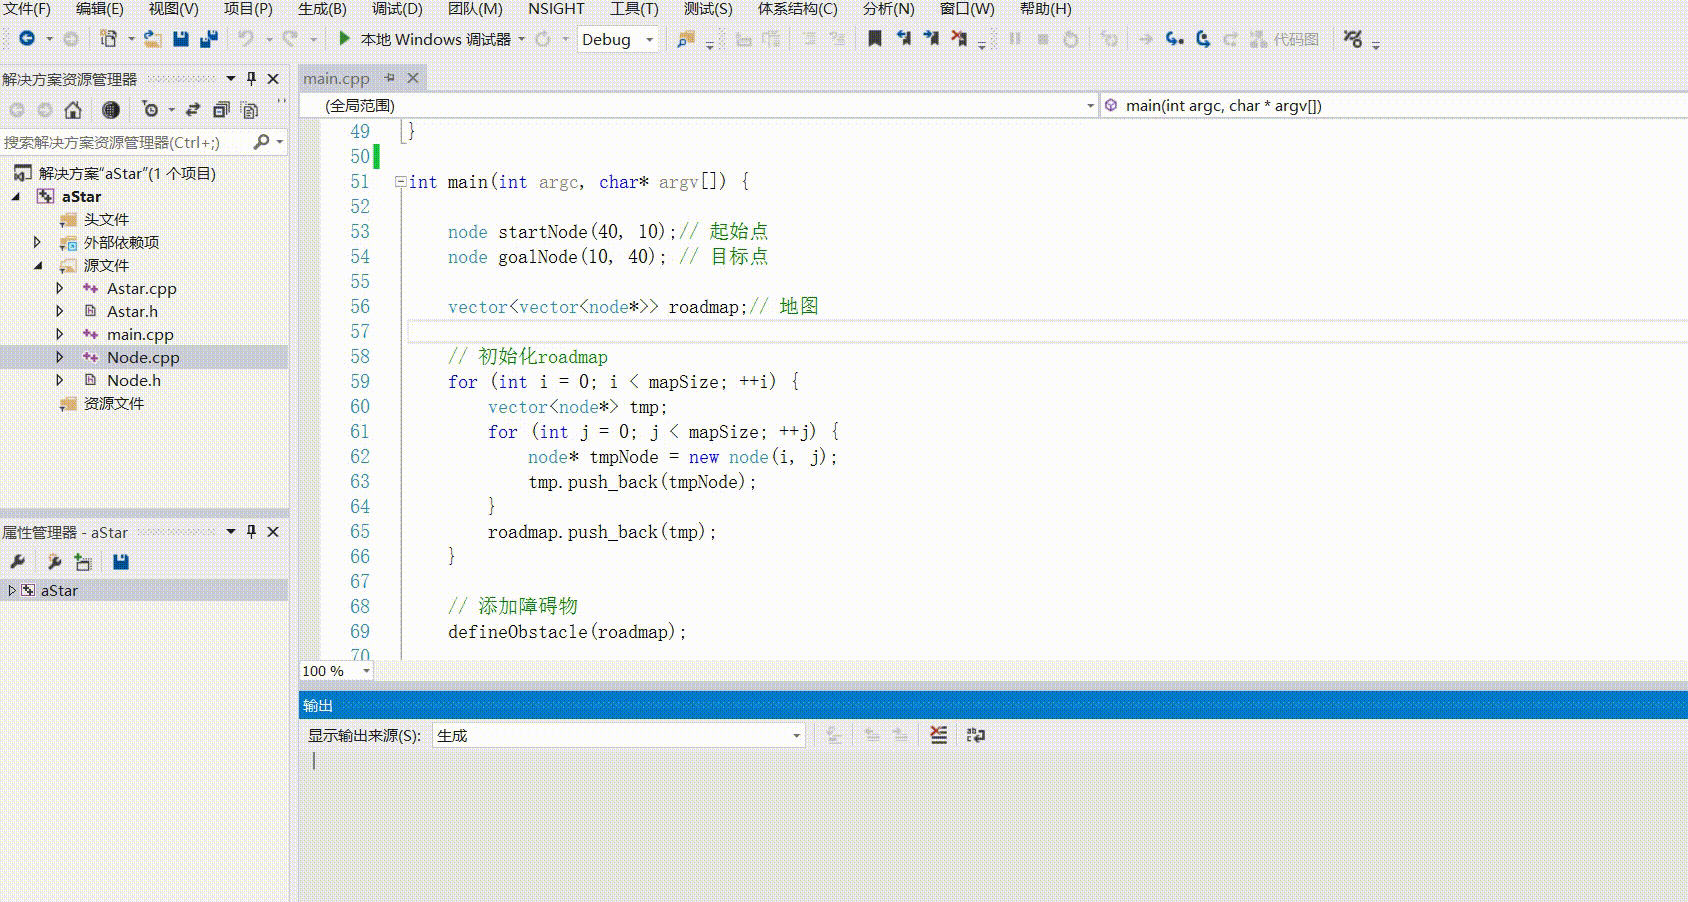 文件(F) 编辑(E) 视图(V) 项目(P) 生成(B) 调试(D) 团队(M) NSIGHT 工具(T) 测试(S) 体系结构(C) 分析(N) 窗口(W) 帮助(H)
本地 Windows 调试器 Debug 代码图
解决方案资源管理器
搜索解决方案资源管理器(Ctrl+;)
解决方案"aStar"(1 个项目)
aStar
头文件
外部依赖项
源文件
Astar.cpp
Astar.h
main.cpp
Node.cpp
Node.h
资源文件
属性管理器 - aStar
aStar
main.cpp
(全局范围) main(int argc, char * argv[])
49 }
50
51 int main(int argc, char* argv[]) {
52
53 node startNode(40, 10);// 起始点
54 node goalNode(10, 40); // 目标点
55
56 vector<vector<node*>> roadmap;// 地图
57
58 // 初始化roadmap
59 for (int i = 0; i < mapSize; ++i) {
60 vector<node*> tmp;
61 for (int j = 0; j < mapSize; ++j) {
62 node* tmpNode = new node(i, j);
63 tmp.push_back(tmpNode);
64 }
65 roadmap.push_back(tmp);
66 }
67
68 // 添加障碍物
69 defineObstacle(roadmap);
70
100 %
输出
显示输出来源(S): 生成